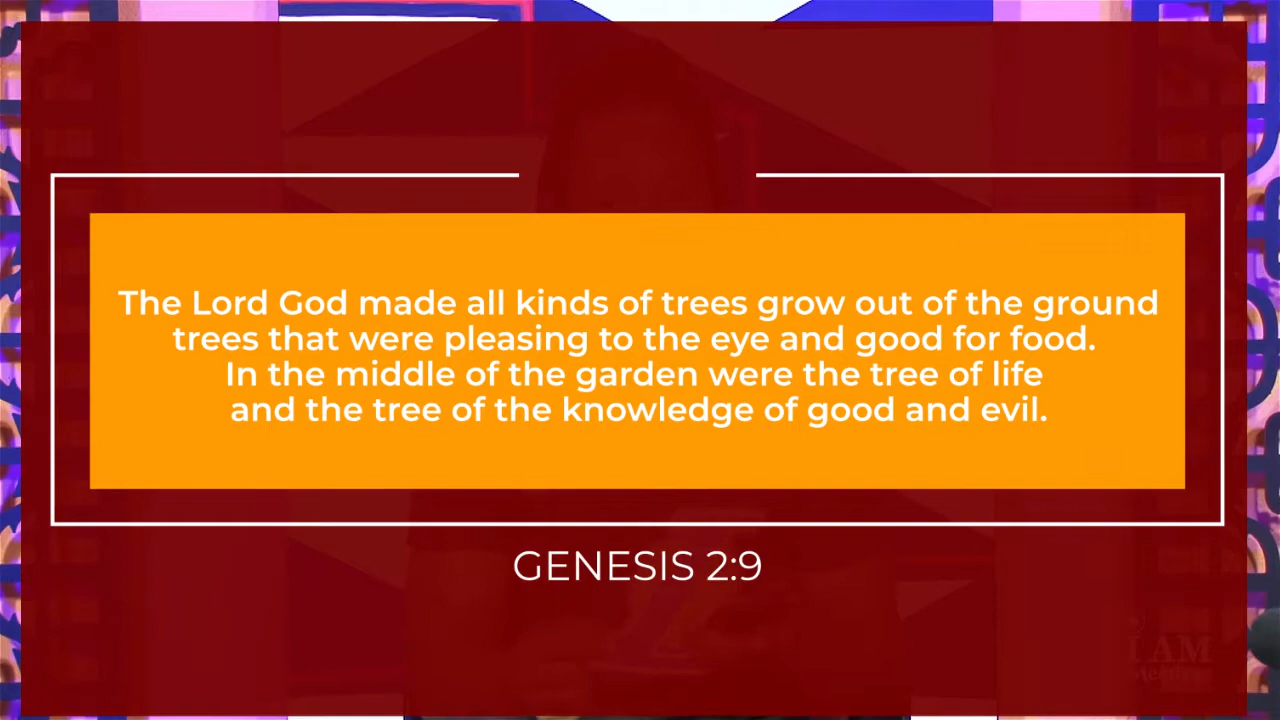 The Lord God made all kinds of trees grow out of the ground
trees that were pleasing to the eye and good for food.
In the middle of the garden were the tree of life
and the tree of the knowledge of good and evil.
GENESIS 2:9
I AM